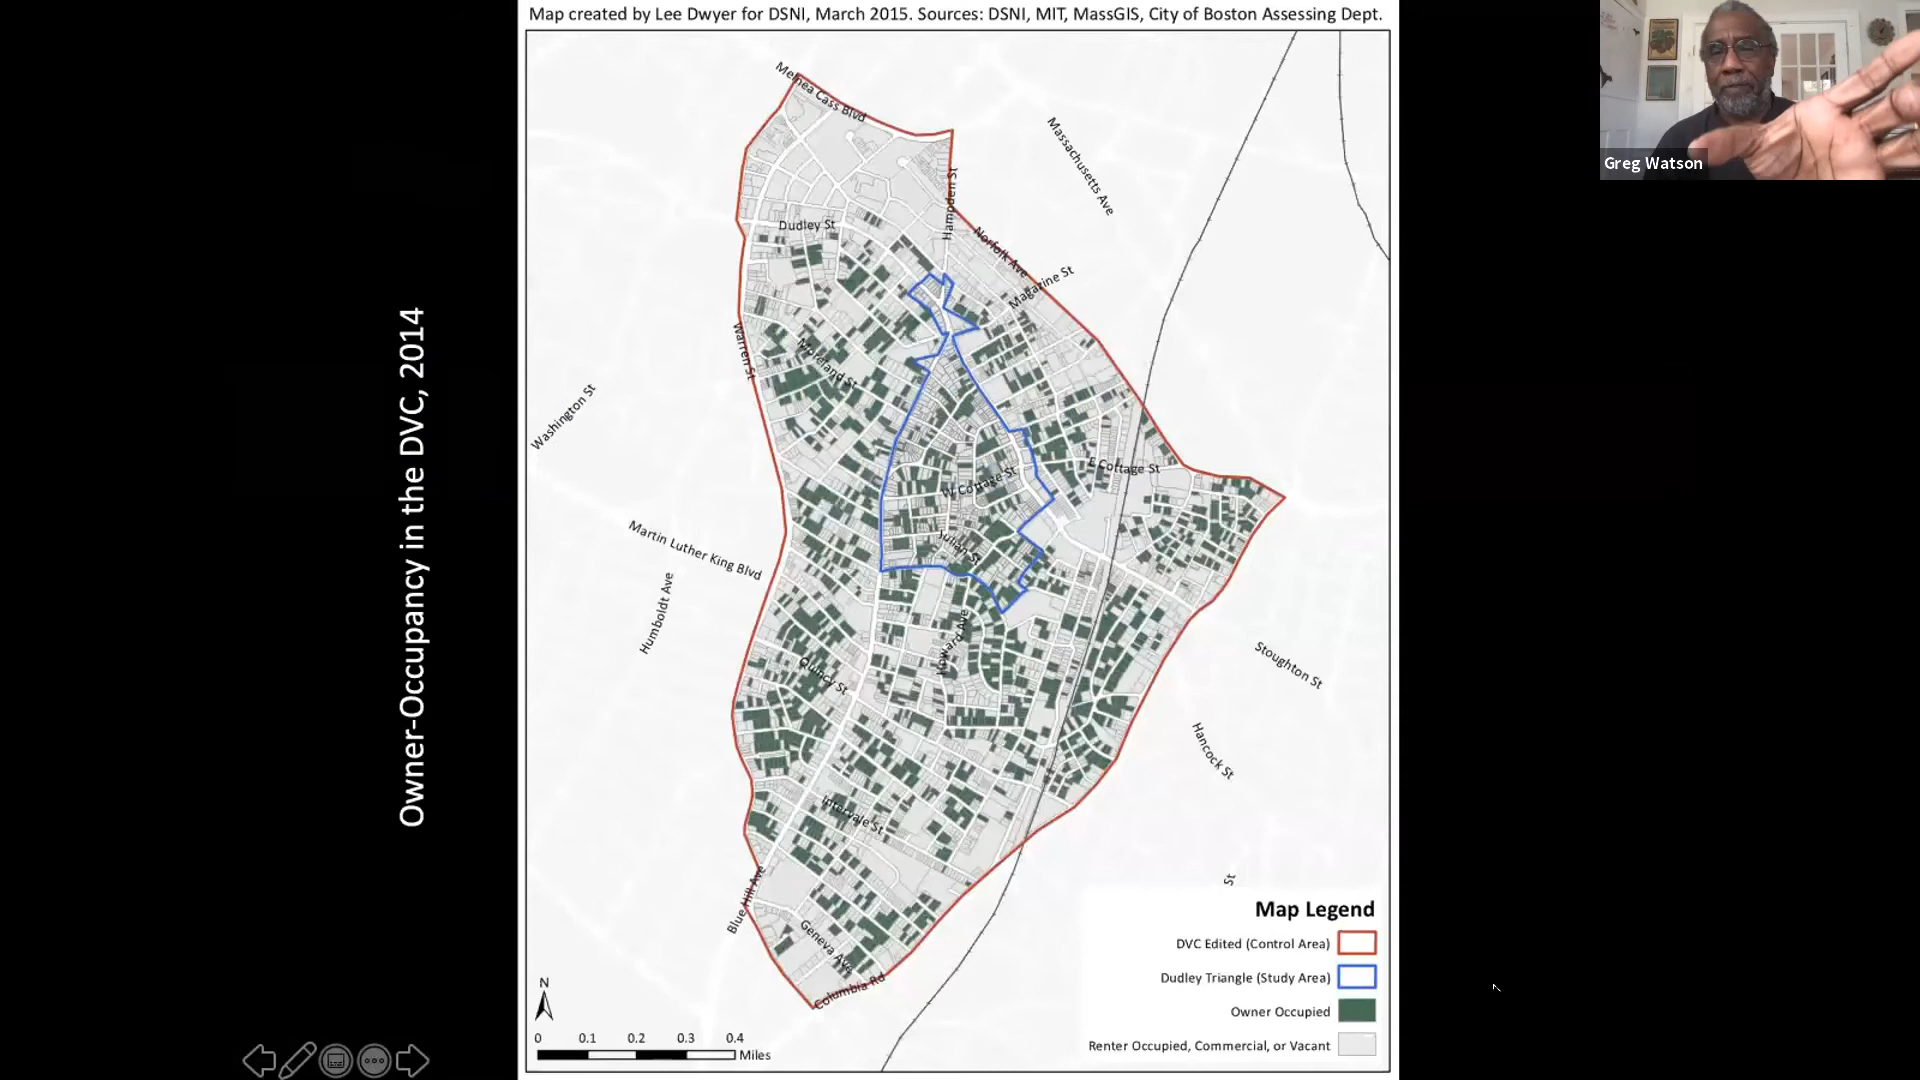 Map created by Lee Dwyer for DSNI, March 2015. Sources: DSNI, MIT, MassGIS, City of Boston Assessing Dept.
Owner-Occupancy in the DVC, 2014
Melnea Cass Blvd
Massachusetts Ave
Hampden St
Dudley St
Norfolk Ave
Magazine St
Warren St
Moreland St
Washington St
E Cottage St
W Cottage St
Julian St
Martin Luther King Blvd
Humboldt Ave
Howard Ave
Quincy St
Stoughton St
Hancock St
Intervale St
Blue Hill Ave
St
Geneva Ave
Columbia Rd
Map Legend
DVC Edited (Control Area)
Dudley Triangle (Study Area)
Owner Occupied
Renter Occupied, Commercial, or Vacant
N
0 0.1 0.2 0.3 0.4
Miles
Greg Watson